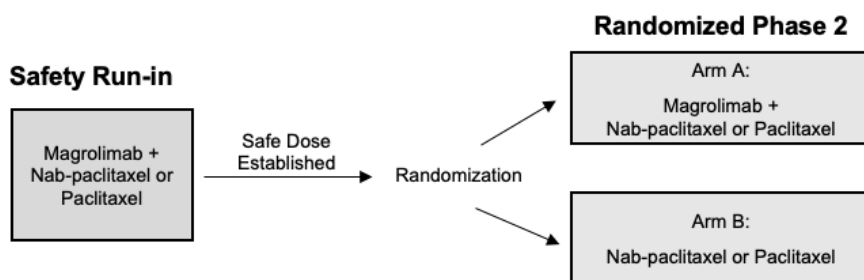 Safety Run-in
Magrolimab +
Nab-paclitaxel or
Paclitaxel
Safe Dose
Established
Randomization
Randomized Phase 2
Arm A:
Magrolimab +
Nab-paclitaxel or Paclitaxel
Arm B:
Nab-paclitaxel or Paclitaxel